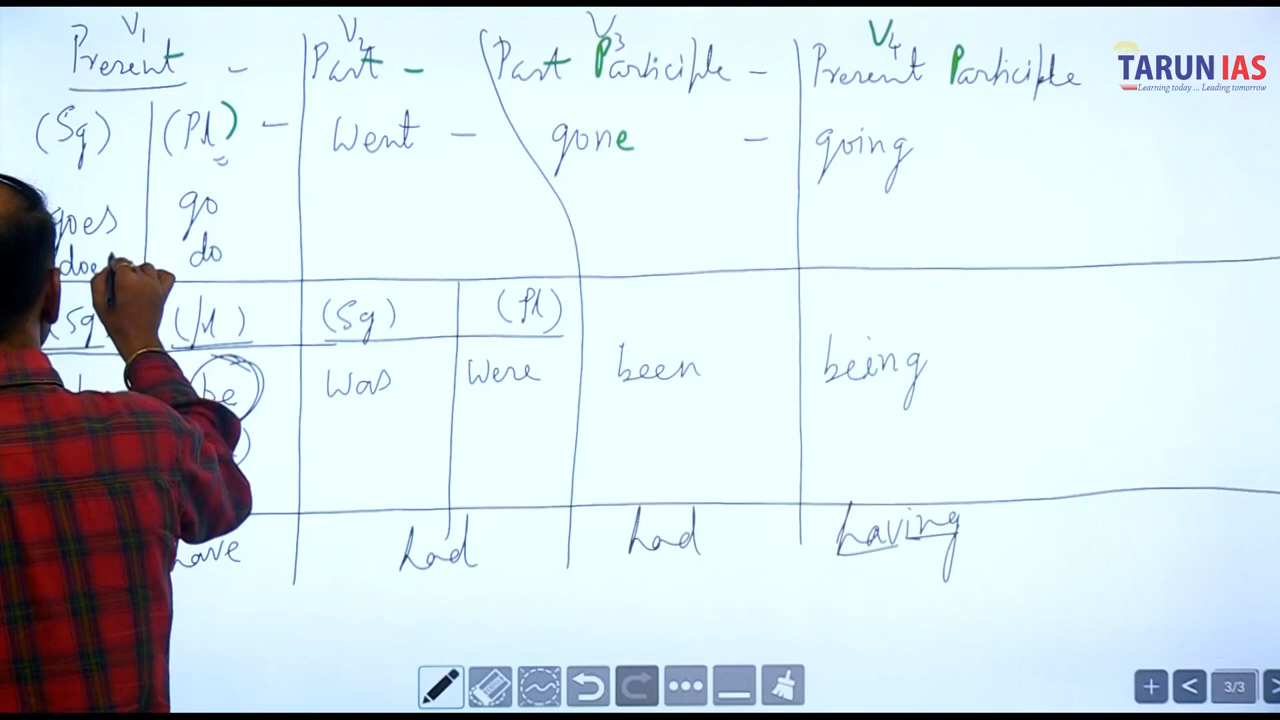 V1 V2 V3 V4
Present - Past - Past Participle - Present Participle
TARUN IAS
Learning today ... Leading tomorrow
(Sg) (Pl) - Went - gone - going
goes go
do
(Sg (Pl) (Sg) (Pl)
be was were been being
have had had having
3/3